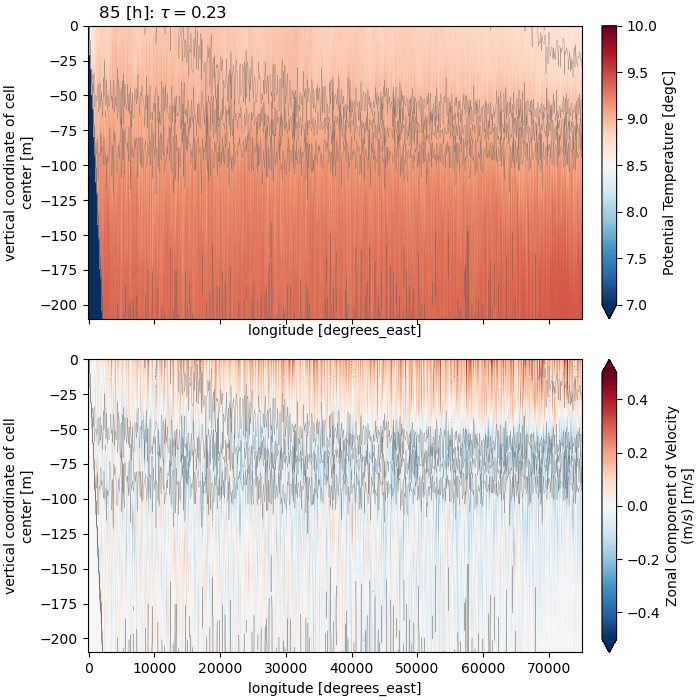 85 [h]: τ = 0.23
0
−25
−50
−75
−100
−125
−150
−175
−200
vertical coordinate of cell
center [m]
longitude [degrees_east]
10.0
9.5
9.0
8.5
8.0
7.5
7.0
Potential Temperature [degC]
0
−25
−50
−75
−100
−125
−150
−175
−200
vertical coordinate of cell
center [m]
0 10000 20000 30000 40000 50000 60000 70000
longitude [degrees_east]
0.4
0.2
0.0
−0.2
−0.4
Zonal Component of Velocity
(m/s) [m/s]